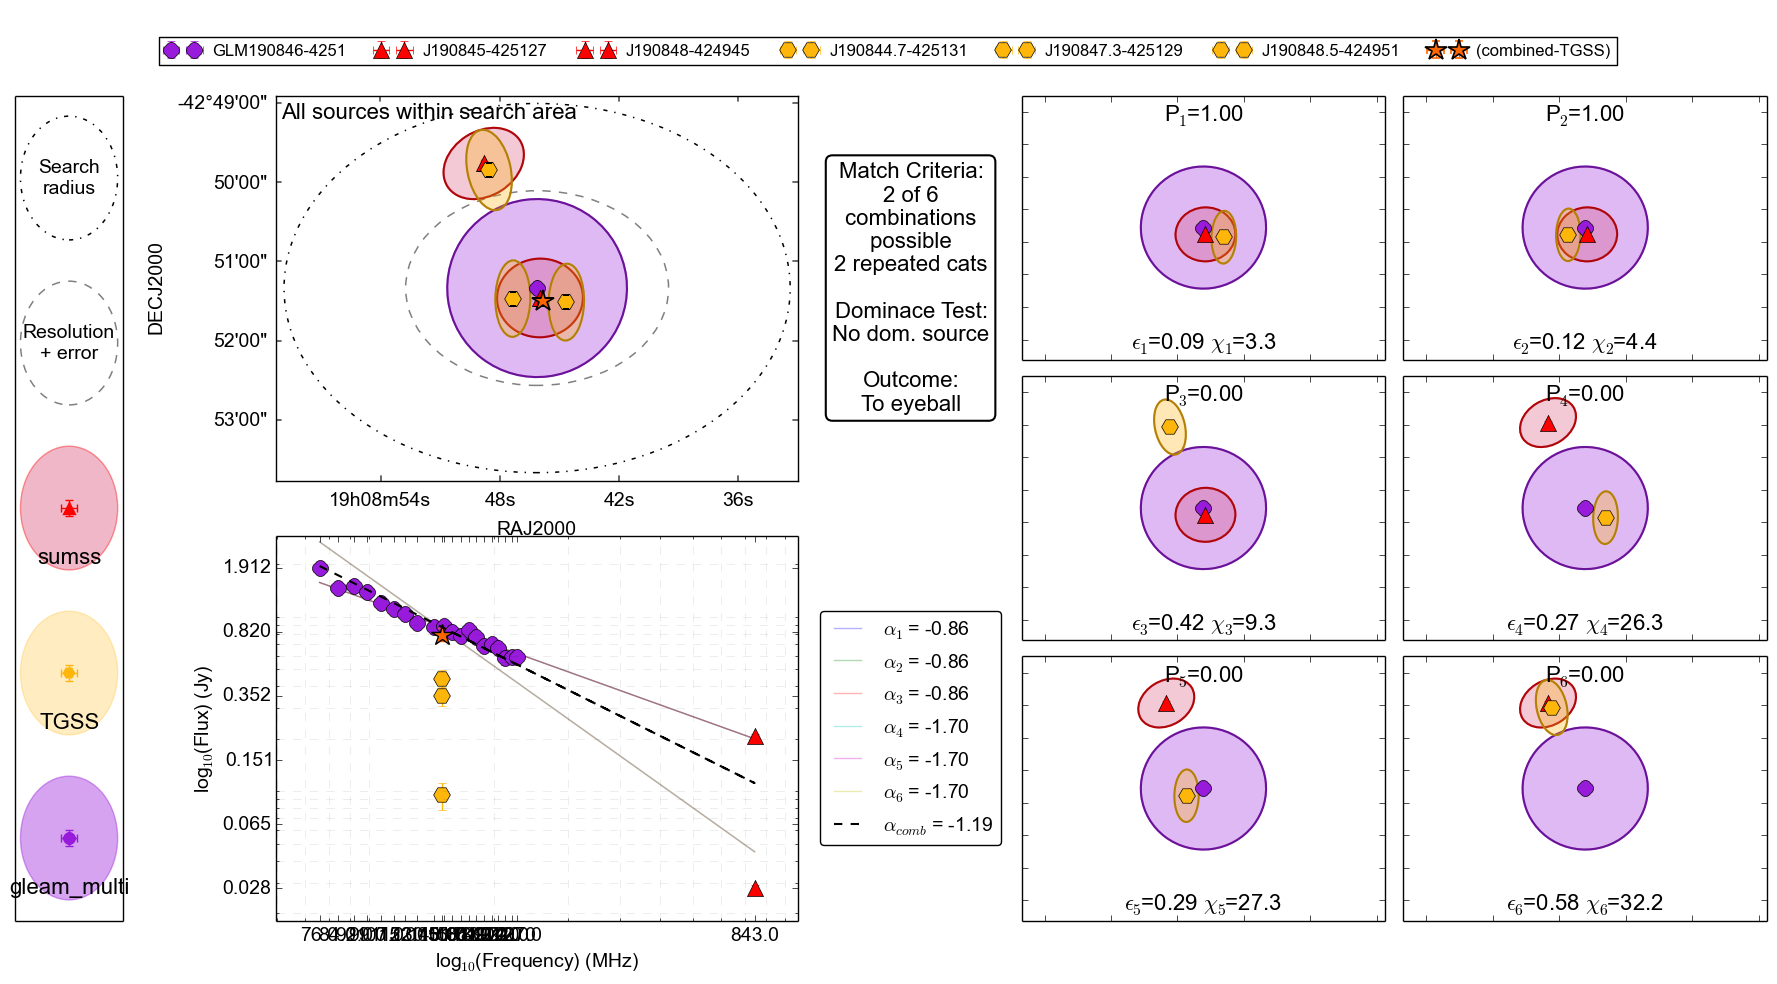 GLM190846-4251 J190845-425127 J190848-424945 J190844.7-425131 J190847.3-425129 J190848.5-424951 (combined-TGSS)
Search
radius
Resolution
+ error
sumss
TGSS
gleam_multi
All sources within search area
DECJ2000
-42°49'00"
50'00"
51'00"
52'00"
53'00"
19h08m54s 48s 42s 36s
RAJ2000
Match Criteria:
2 of 6
combinations
possible
2 repeated cats
Dominace Test:
No dom. source
Outcome:
To eyeball
log10(Flux) (Jy)
1.912
0.820
0.352
0.151
0.065
0.028
843.0
log10(Frequency) (MHz)
α1 = -0.86
α2 = -0.86
α3 = -0.86
α4 = -1.70
α5 = -1.70
α6 = -1.70
αcomb = -1.19
P1=1.00
ϵ1=0.09 χ1=3.3
P2=1.00
ϵ2=0.12 χ2=4.4
P3=0.00
ϵ3=0.42 χ3=9.3
P4=0.00
ϵ4=0.27 χ4=26.3
P5=0.00
ϵ5=0.29 χ5=27.3
P6=0.00
ϵ6=0.58 χ6=32.2